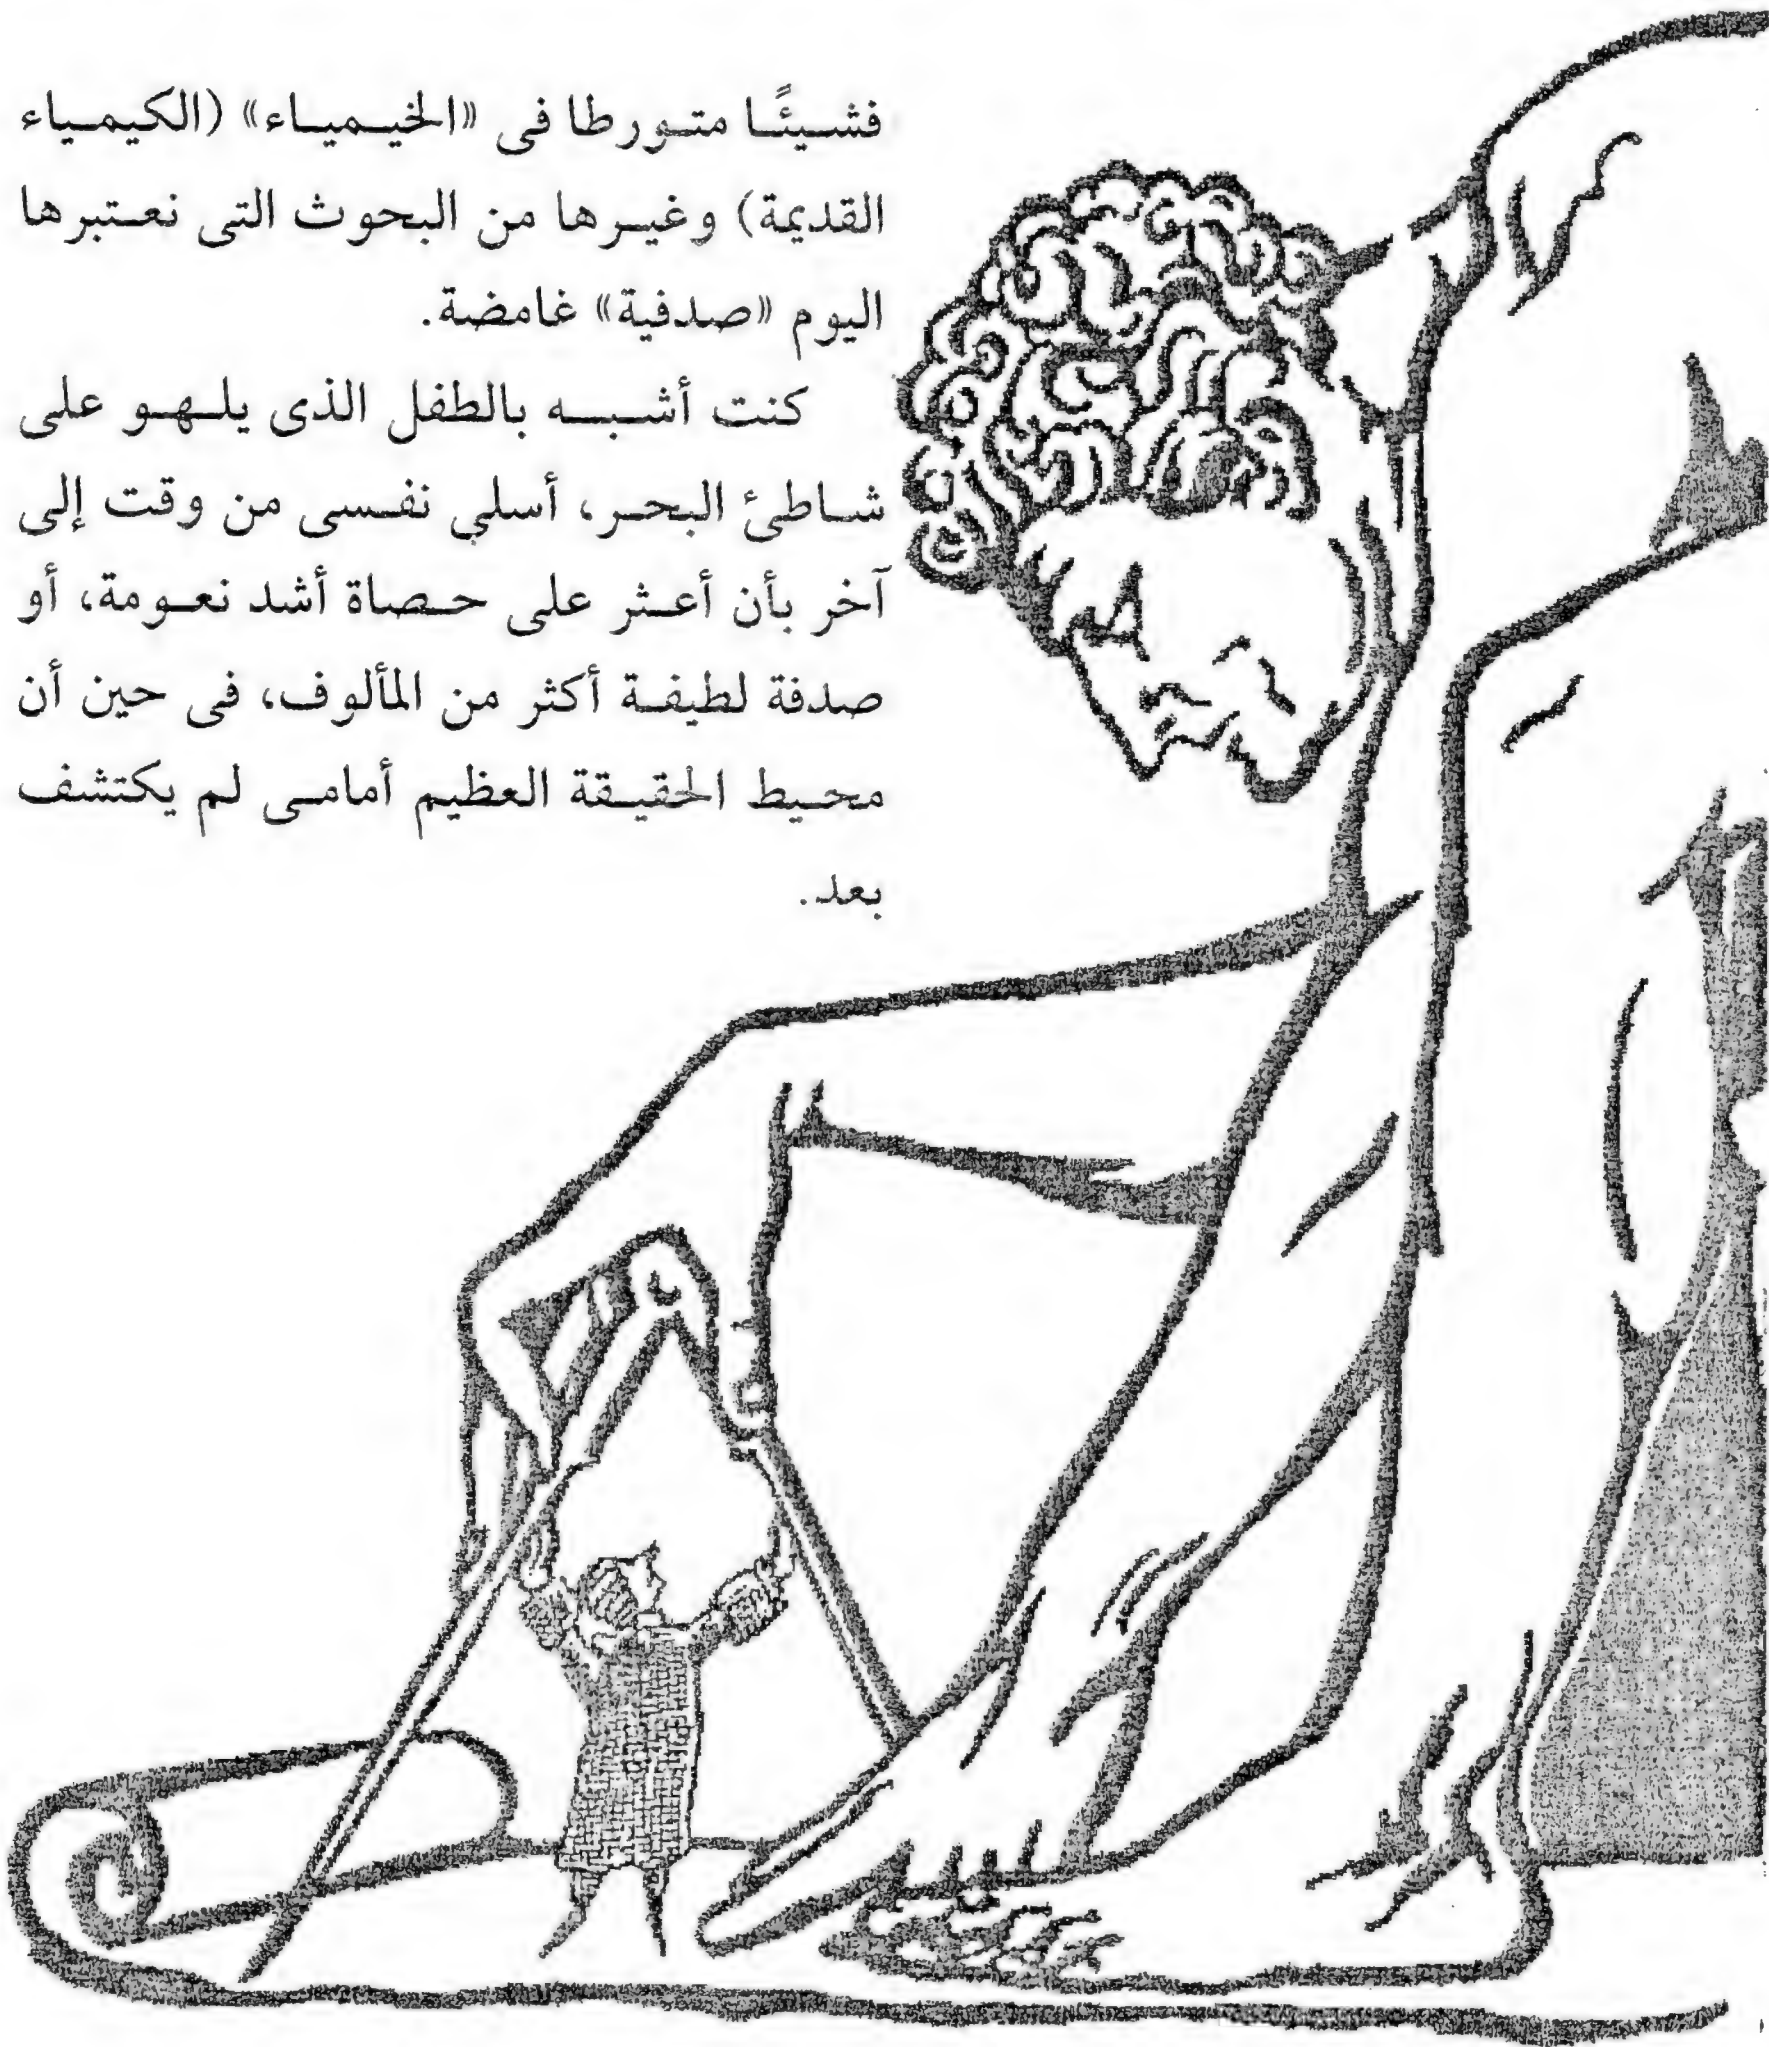 فشيئًا متورطا فى «الخيمياء» (الكيمياء
القديمة) وغيرها من البحوث التى نعتبرها
اليوم «صدفية» غامضة.
كنت أشبه بالطفل الذى يلهو على
شاطئ البحر، أسلى نفسى من وقت إلى
آخر بأن أعثر على حصاة أشد نعومة، أو
صدفة لطيفة أكثر من المألوف، فى حين أن
محيط الحقيقة العظيم أمامى لم يكتشف
بعد.